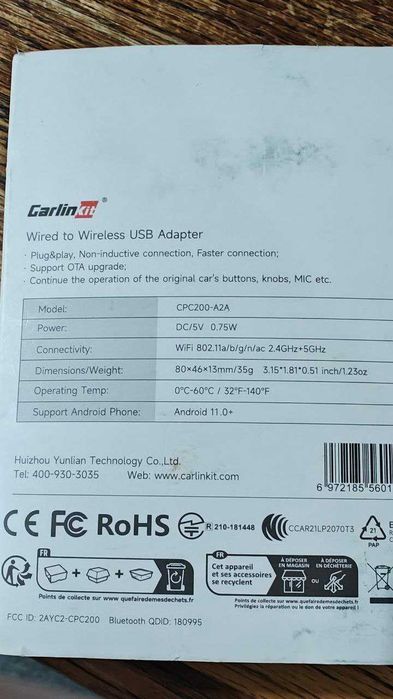 Carlinkit®
Wired to Wireless USB Adapter
· Plug&play, Non-inductive connection, Faster connection;
· Support OTA upgrade;
· Continue the operation of the original car's buttons, knobs, MIC etc.
Model: CPC200-A2A
Power: DC/5V 0.75W
Connectivity: WiFi 802.11a/b/g/n/ac 2.4GHz+5GHz
Dimensions/Weight: 80×46×13mm/35g 3.15*1.81*0.51 inch/1.23oz
Operating Temp: 0°C-60°C / 32°F-140°F
Support Android Phone: Android 11.0+
Huizhou Yunlian Technology Co.,Ltd.
Tel: 400-930-3035 Web: www.carlinkit.com
6 972185 5601
CE FC RoHS R 210-181448 CCAR21LP2070T3 21
PAP
FR
+ +
Points de collecte sur www.quefairedemesdechets.fr
FR
Cet appareil
et ses accessoires
se recyclent
À DÉPOSER
EN MAGASIN
OU
À DÉPOSER
EN DÉCHÈTERIE
Points de collecte sur www.quefairedemesdechets.fr
Privilégiez la réparation ou le don de votre appareil !
FCC ID: 2AYC2-CPC200 Bluetooth QDID: 180995